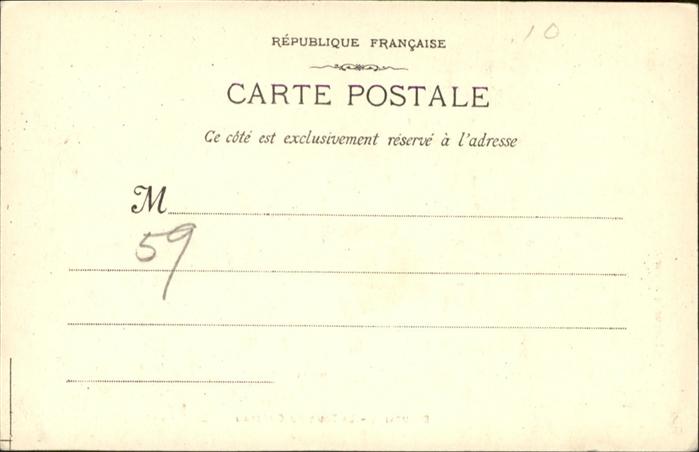 10
RÉPUBLIQUE FRANÇAISE
CARTE POSTALE
Ce côté est exclusivement réservé à l'adresse
M
59